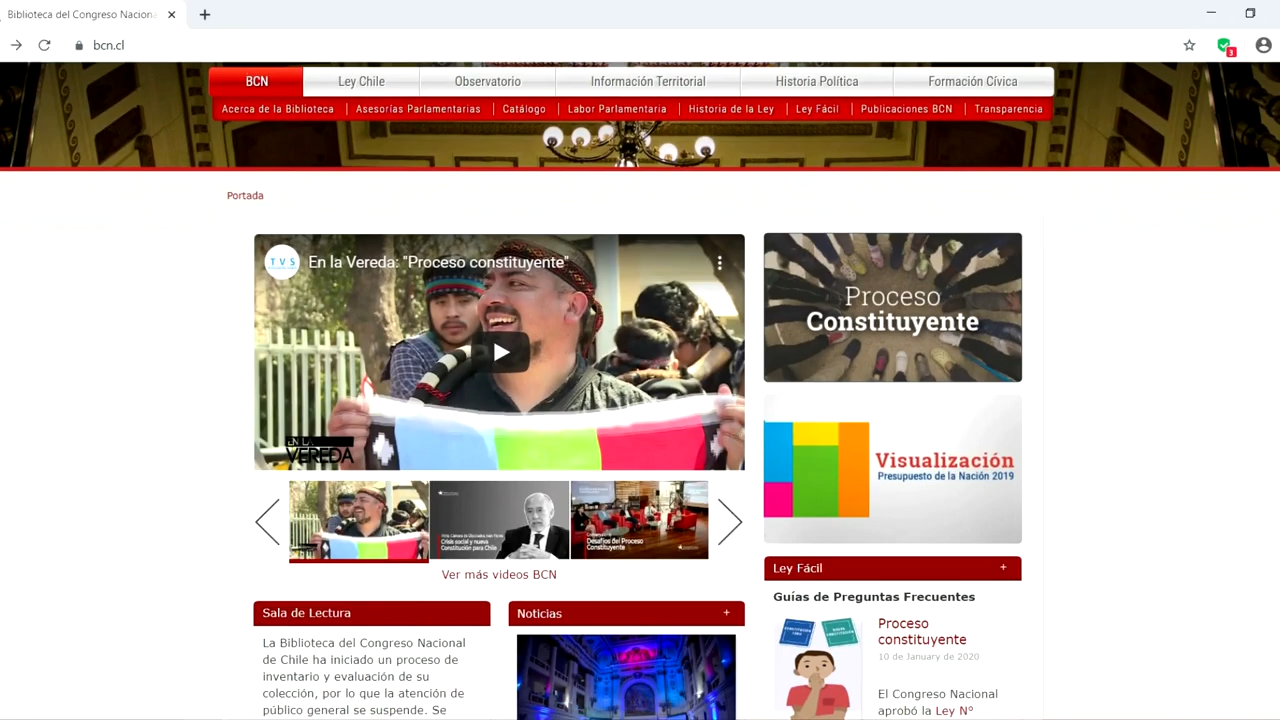 Biblioteca del Congreso Naciona
bcn.cl
3
BCN
Ley Chile
Observatorio
Información Territorial
Historia Política
Formación Cívica
Acerca de la Biblioteca
Asesorías Parlamentarias
Catálogo
Labor Parlamentaria
Historia de la Ley
Ley Fácil
Publicaciones BCN
Transparencia
Portada
TVS
En la Vereda: "Proceso constituyente"
EN LA
VEREDA
Proceso
Constituyente
Visualización
Presupuesto de la Nación 2019
Crisis social y nueva
Constitución para Chile
Desafíos del Proceso
Constituyente
Ver más videos BCN
Sala de Lectura
La Biblioteca del Congreso Nacional
de Chile ha iniciado un proceso de
inventario y evaluación de su
colección, por lo que la atención de
público general se suspende. Se
Noticias +
Ley Fácil +
Guías de Preguntas Frecuentes
Proceso
constituyente
10 de January de 2020
El Congreso Nacional
aprobó la Ley N°